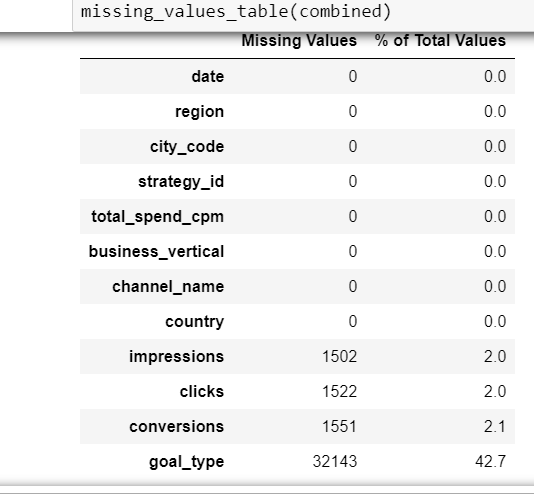 missing_values_table(combined)
Missing Values % of Total Values
date 0 0.0
region 0 0.0
city_code 0 0.0
strategy_id 0 0.0
total_spend_cpm 0 0.0
business_vertical 0 0.0
channel_name 0 0.0
country 0 0.0
impressions 1502 2.0
clicks 1522 2.0
conversions 1551 2.1
goal_type 32143 42.7